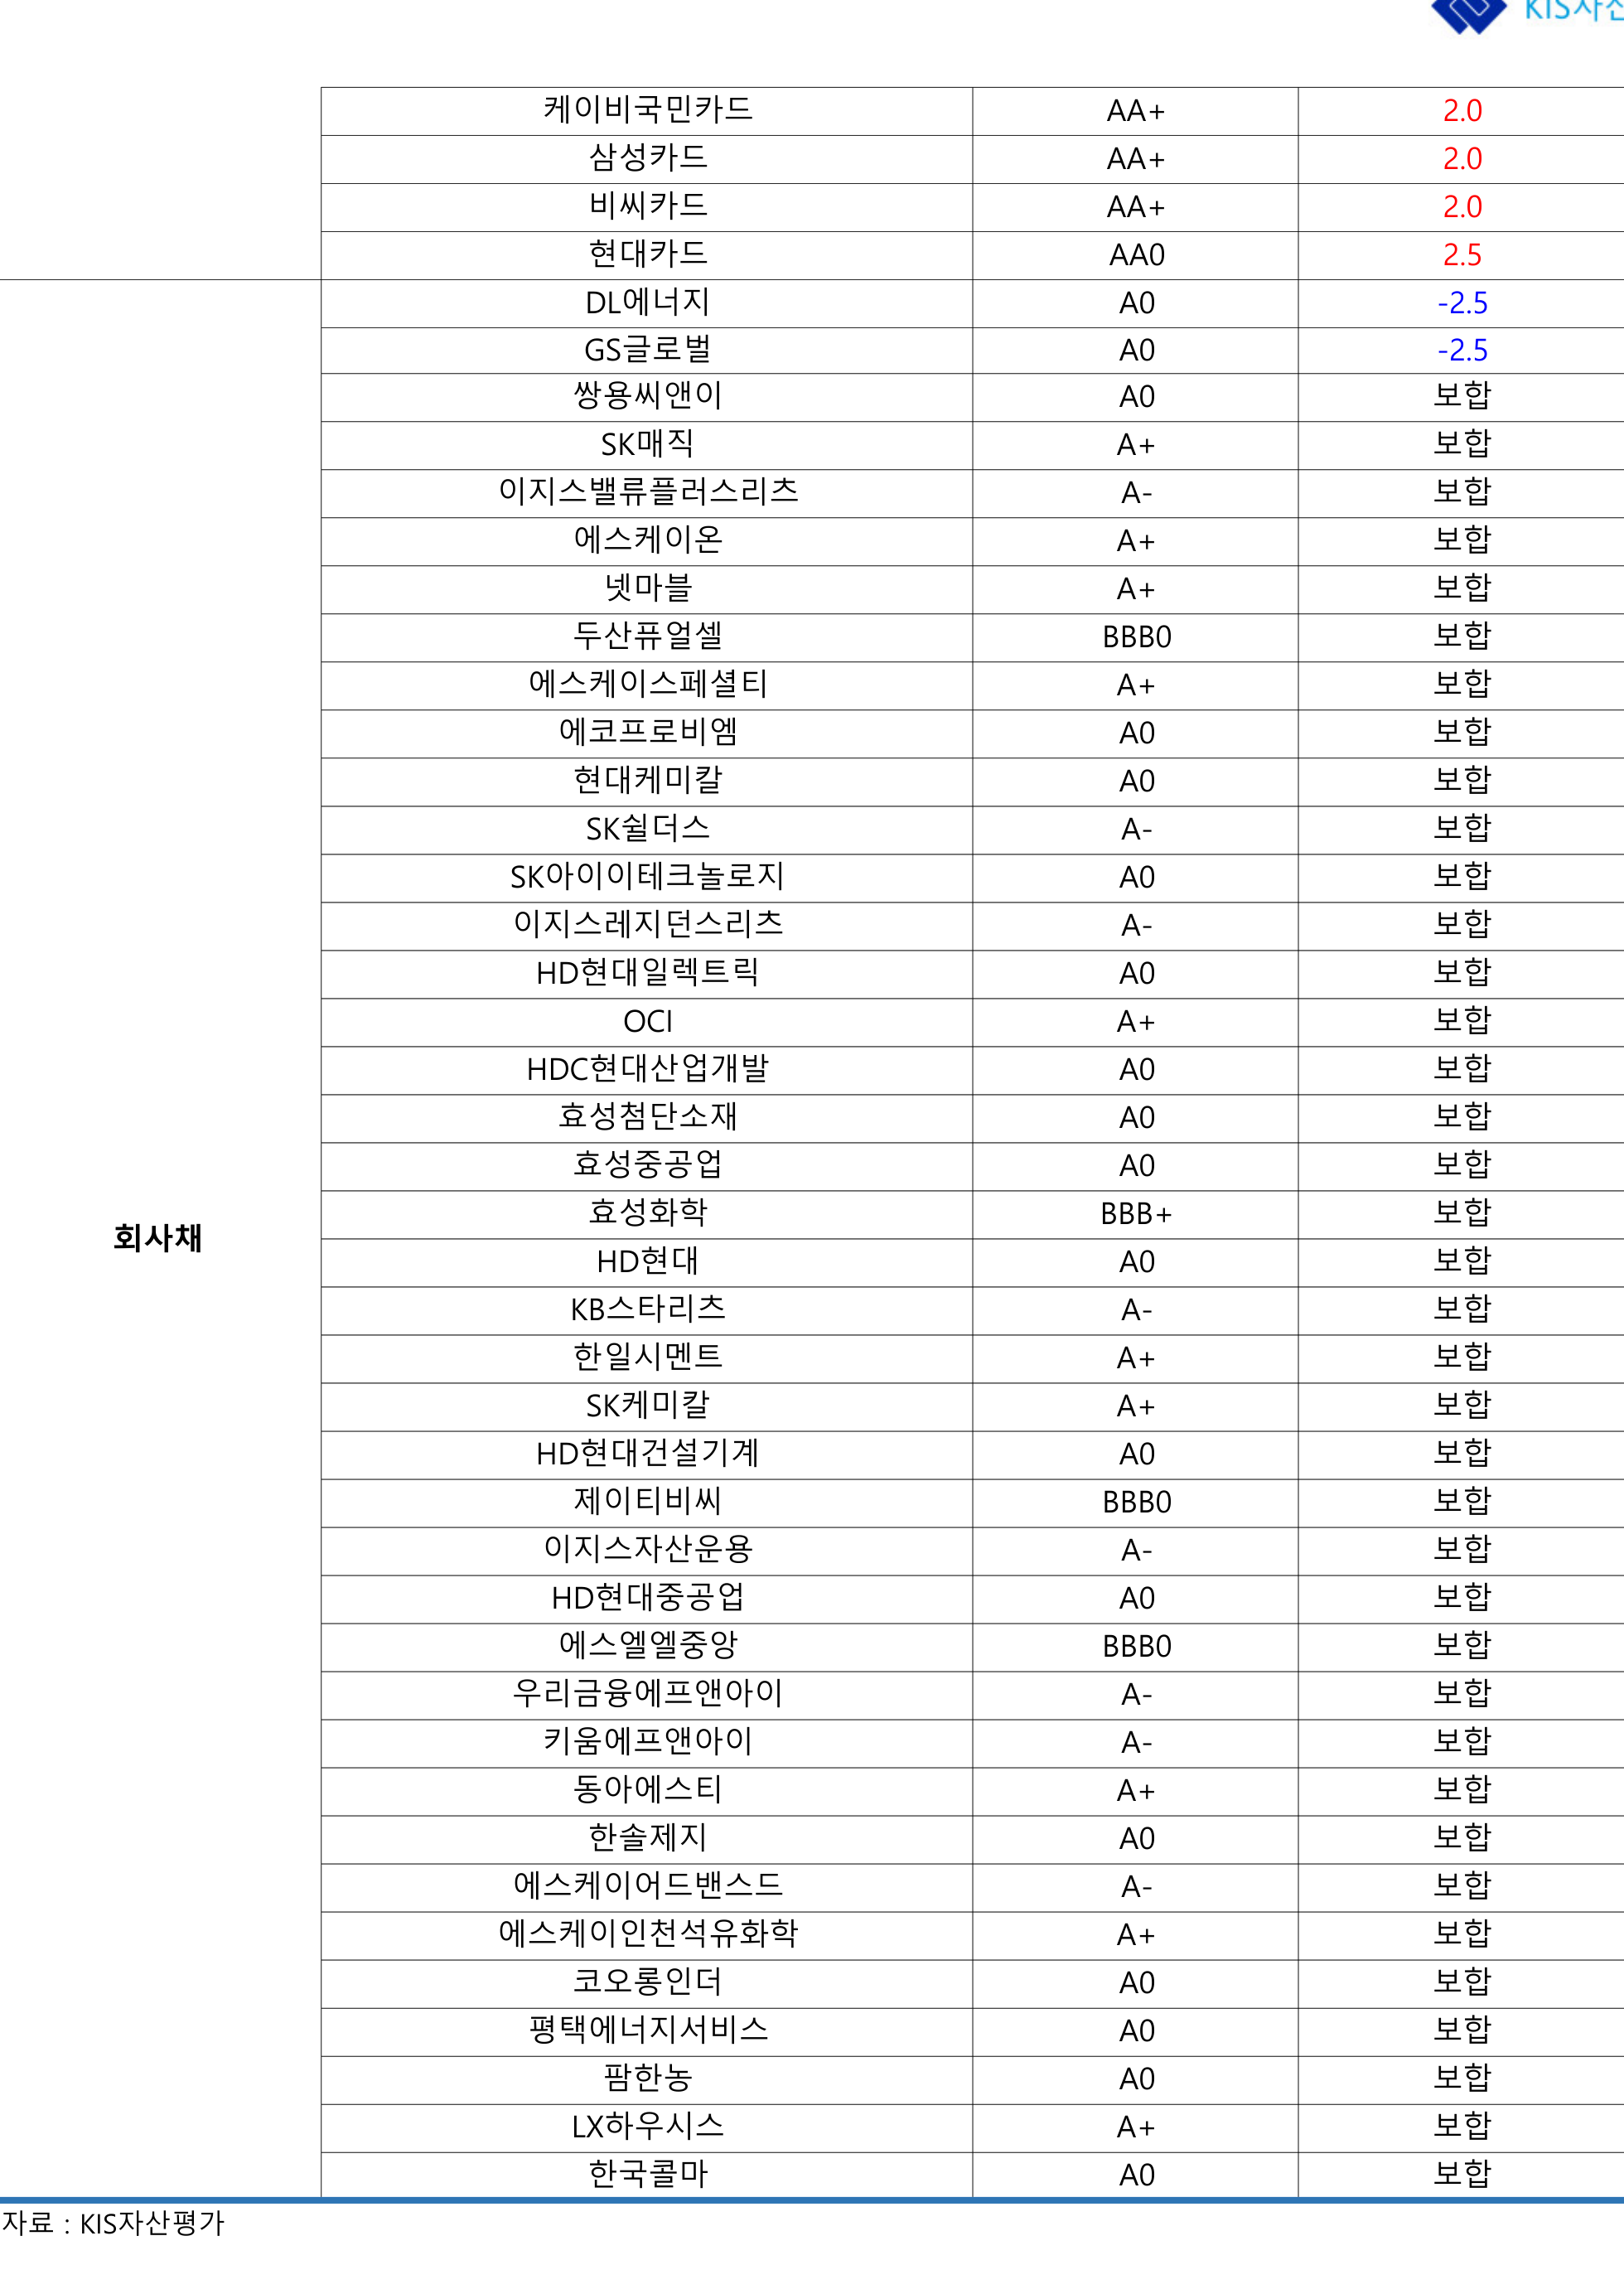 KIS자산
케이비국민카드 AA+ 2.0
삼성카드 AA+ 2.0
비씨카드 AA+ 2.0
현대카드 AA0 2.5
DL에너지 A0 -2.5
GS글로벌 A0 -2.5
쌍용씨앤이 A0 보합
SK매직 A+ 보합
이지스밸류플러스리츠 A- 보합
에스케이온 A+ 보합
넷마블 A+ 보합
두산퓨얼셀 BBB0 보합
에스케이스페셜티 A+ 보합
에코프로비엠 A0 보합
현대케미칼 A0 보합
SK쉴더스 A- 보합
SK아이이테크놀로지 A0 보합
이지스레지던스리츠 A- 보합
HD현대일렉트릭 A0 보합
OCI A+ 보합
HDC현대산업개발 A0 보합
효성첨단소재 A0 보합
효성중공업 A0 보합
효성화학 BBB+ 보합
회사채
HD현대 A0 보합
KB스타리츠 A- 보합
한일시멘트 A+ 보합
SK케미칼 A+ 보합
HD현대건설기계 A0 보합
제이티비씨 BBB0 보합
이지스자산운용 A- 보합
HD현대중공업 A0 보합
에스엘엘중앙 BBB0 보합
우리금융에프앤아이 A- 보합
키움에프앤아이 A- 보합
동아에스티 A+ 보합
한솔제지 A0 보합
에스케이어드밴스드 A- 보합
에스케이인천석유화학 A+ 보합
코오롱인더 A0 보합
평택에너지서비스 A0 보합
팜한농 A0 보합
LX하우시스 A+ 보합
한국콜마 A0 보합
자료 : KIS자산평가